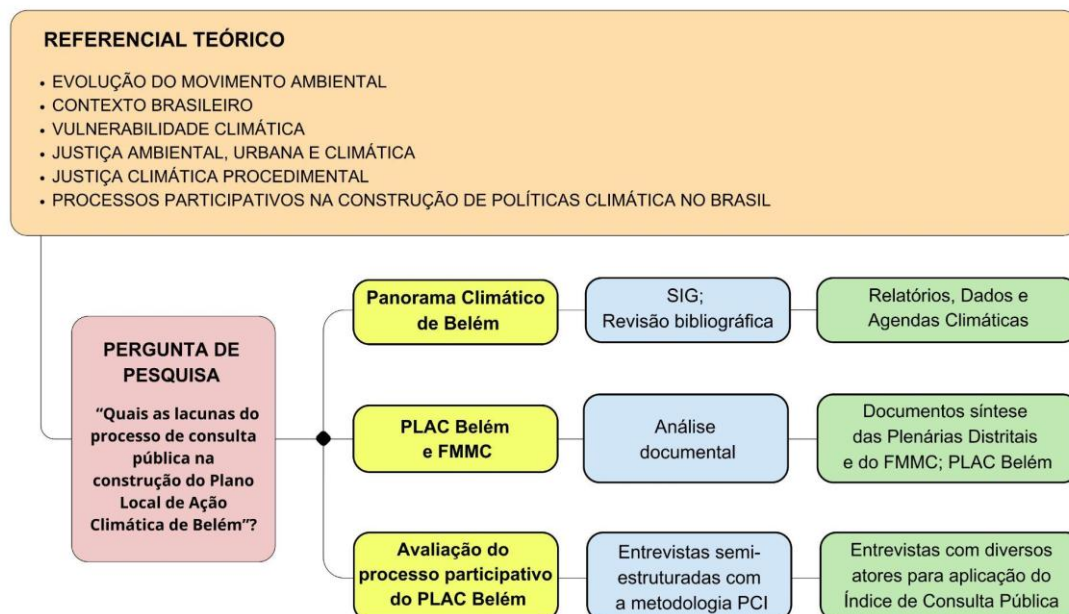 REFERENCIAL TEÓRICO
• EVOLUÇÃO DO MOVIMENTO AMBIENTAL
• CONTEXTO BRASILEIRO
• VULNERABILIDADE CLIMÁTICA
• JUSTIÇA AMBIENTAL, URBANA E CLIMÁTICA
• JUSTIÇA CLIMÁTICA PROCEDIMENTAL
• PROCESSOS PARTICIPATIVOS NA CONSTRUÇÃO DE POLÍTICAS CLIMÁTICA NO BRASIL
PERGUNTA DE
PESQUISA
“Quais as lacunas do
processo de consulta
pública na
construção do Plano
Local de Ação
Climática de Belém”?
Panorama Climático
de Belém
SIG;
Revisão bibliográfica
Relatórios, Dados e
Agendas Climáticas
PLAC Belém
e FMMC
Análise
documental
Documentos síntese
das Plenárias Distritais
e do FMMC; PLAC Belém
Avaliação do
processo participativo
do PLAC Belém
Entrevistas semi-
estruturadas com
a metodologia PCI
Entrevistas com diversos
atores para aplicação do
Índice de Consulta Pública